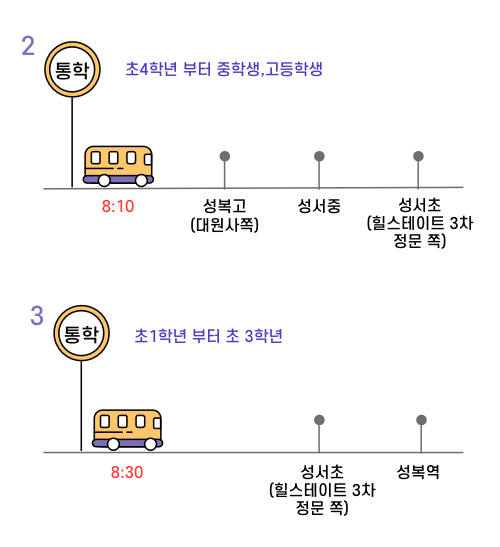 2
통학
초4학년 부터 중학생,고등학생
8:10
성복고
(대원사쪽)
성서중
성서초
(힐스테이트 3차
정문 쪽)
3
통학
초1학년 부터 초 3학년
8:30
성서초
(힐스테이트 3차
정문 쪽)
성복역